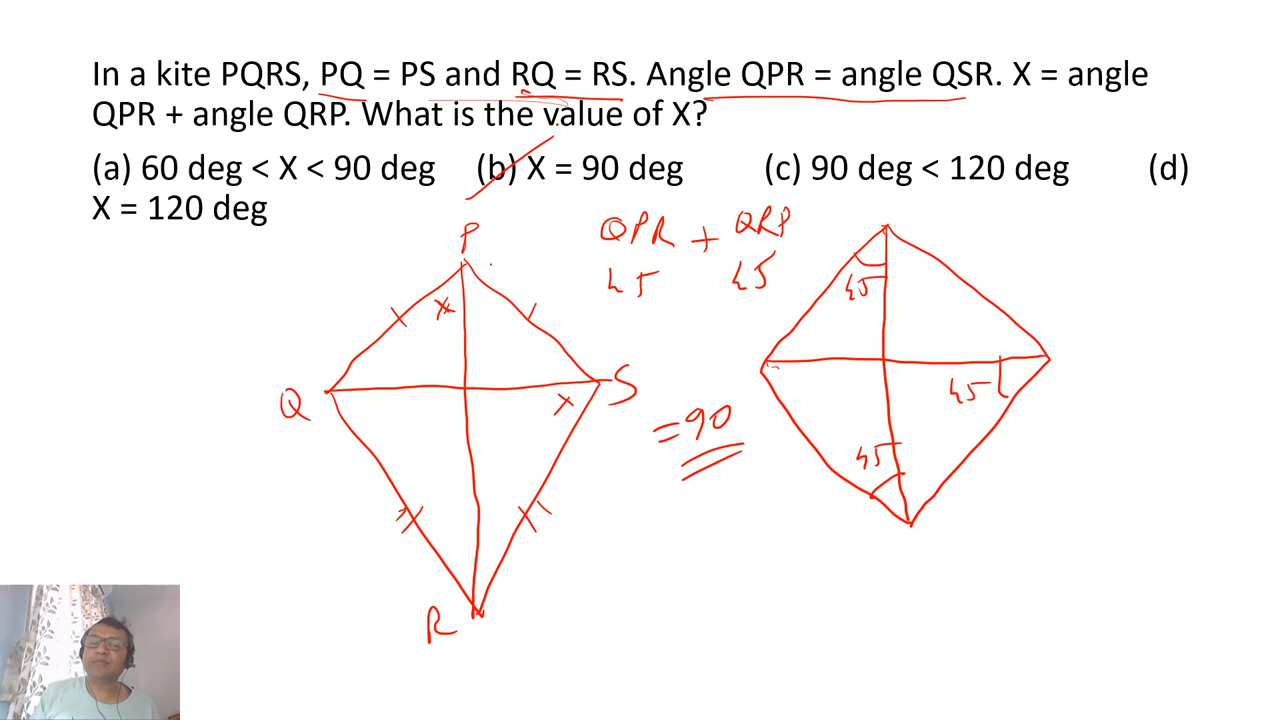 In a kite PQRS, PQ = PS and RQ = RS. Angle QPR = angle QSR. X = angle
QPR + angle QRP. What is the value of X?
(a) 60 deg < X < 90 deg (b) X = 90 deg (c) 90 deg < 120 deg (d)
X = 120 deg
P
QPR + QRP
45 45
x
45
Q
S
x
45
= 90
45
R